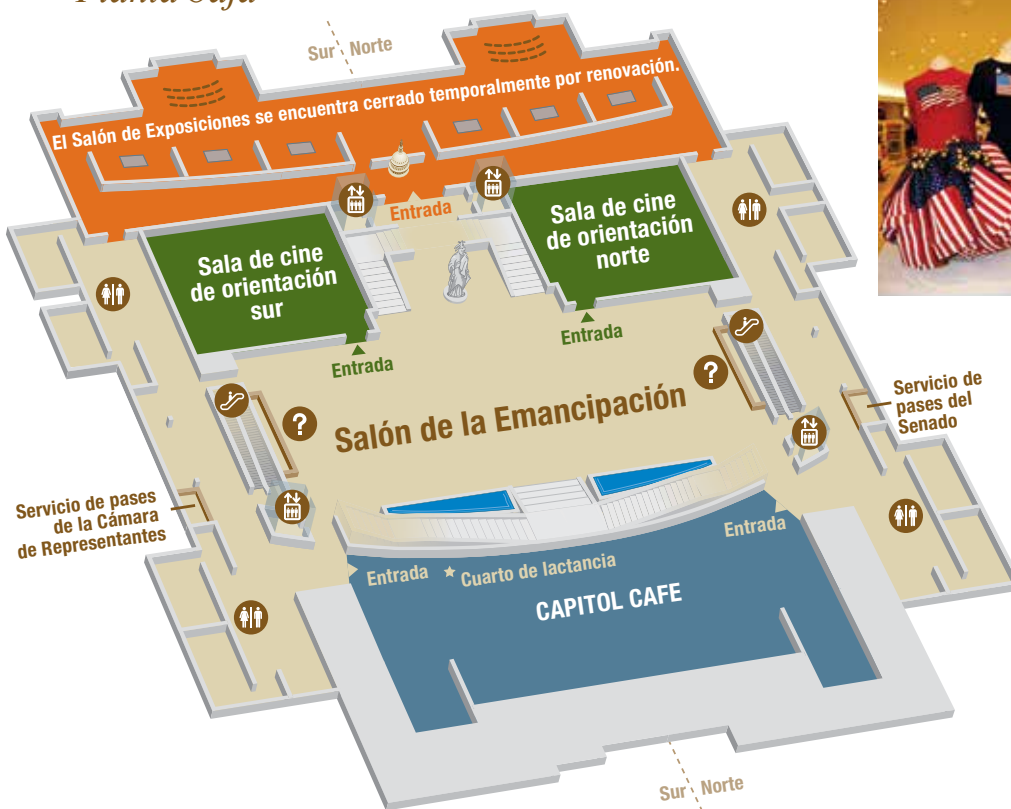 Planta baja
Sur Norte
El Salón de Exposiciones se encuentra cerrado temporalmente por renovación.
Entrada
Sala de cine
de orientación
sur
Sala de cine
de orientación
norte
Entrada
Entrada
?
?
Salón de la Emancipación
Servicio de
pases del
Senado
Servicio de pases
de la Cámara
de Representantes
Entrada
Entrada
Cuarto de lactancia
CAPITOL CAFE
Sur Norte